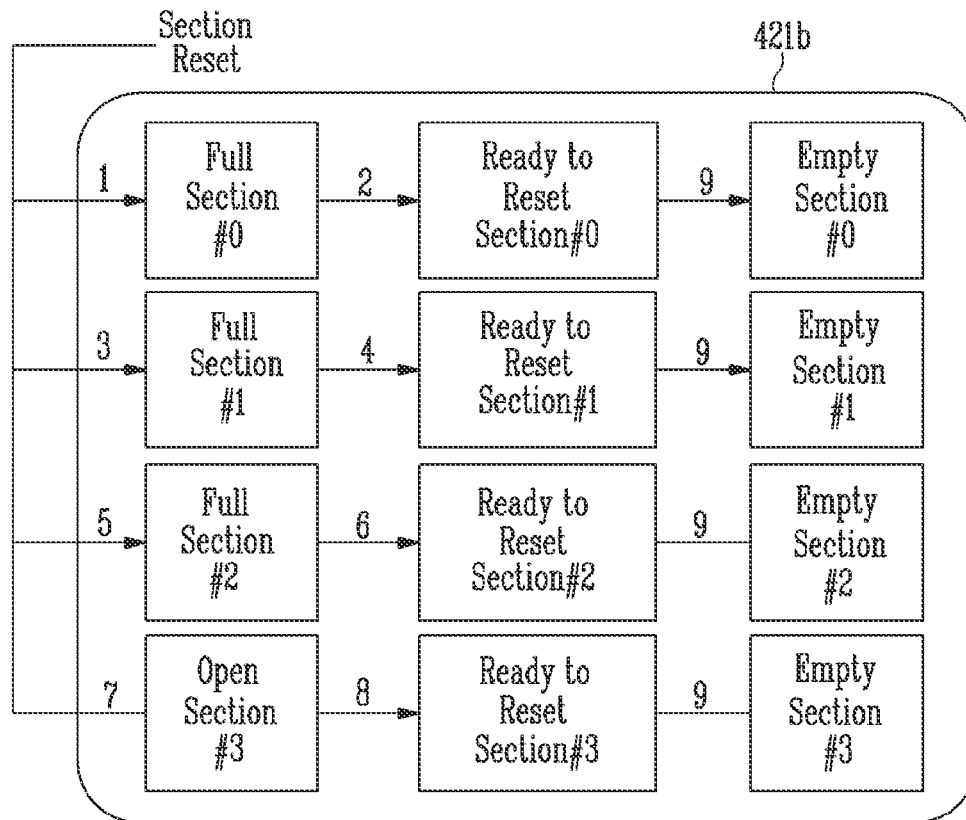 Section
Reset
421b
1
Full
Section
#0
2
Ready to
Reset
Section#0
9
Empty
Section
#0
3
Full
Section
#1
4
Ready to
Reset
Section#1
9
Empty
Section
#1
5
Full
Section
#2
6
Ready to
Reset
Section#2
9
Empty
Section
#2
7
Open
Section
#3
8
Ready to
Reset
Section#3
9
Empty
Section
#3